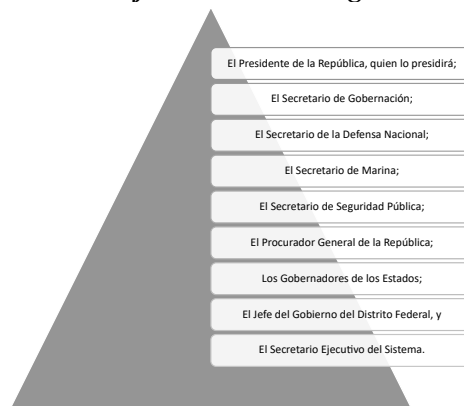 El Presidente de la República, quien lo presidirá;
El Secretario de Gobernación;
El Secretario de la Defensa Nacional;
El Secretario de Marina;
El Secretario de Seguridad Pública;
El Procurador General de la República;
Los Gobernadores de los Estados;
El Jefe del Gobierno del Distrito Federal, y
El Secretario Ejecutivo del Sistema.